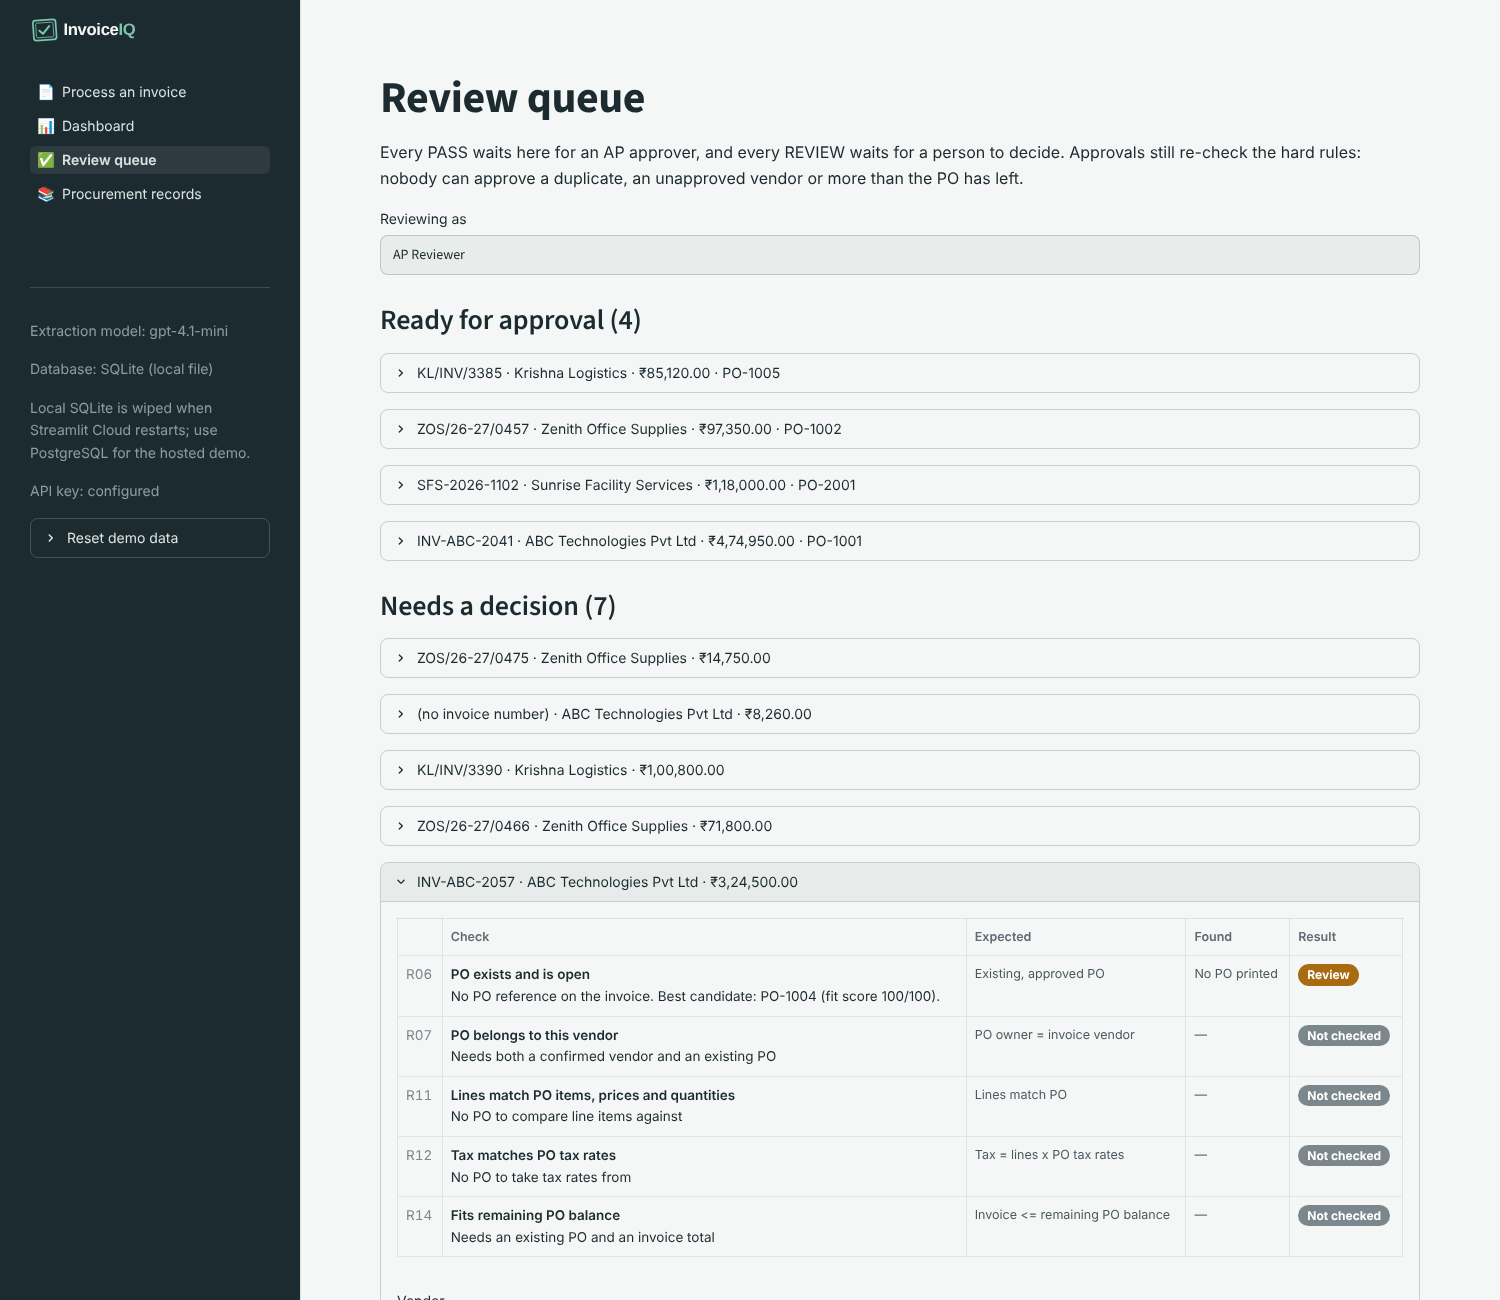 InvoiceIQ
Process an invoice
Dashboard
Review queue
Procurement records
Extraction model: gpt-4.1-mini
Database: SQLite (local file)
Local SQLite is wiped when
Streamlit Cloud restarts; use
PostgreSQL for the hosted demo.
API key: configured
Reset demo data
Review queue
Every PASS waits here for an AP approver, and every REVIEW waits for a person to decide. Approvals still re-check the hard rules:
nobody can approve a duplicate, an unapproved vendor or more than the PO has left.
Reviewing as
AP Reviewer
Ready for approval (4)
KL/INV/3385 · Krishna Logistics · ₹85,120.00 · PO-1005
ZOS/26-27/0457 · Zenith Office Supplies · ₹97,350.00 · PO-1002
SFS-2026-1102 · Sunrise Facility Services · ₹1,18,000.00 · PO-2001
INV-ABC-2041 · ABC Technologies Pvt Ltd · ₹4,74,950.00 · PO-1001
Needs a decision (7)
ZOS/26-27/0475 · Zenith Office Supplies · ₹14,750.00
(no invoice number) · ABC Technologies Pvt Ltd · ₹8,260.00
KL/INV/3390 · Krishna Logistics · ₹1,00,800.00
ZOS/26-27/0466 · Zenith Office Supplies · ₹71,800.00
INV-ABC-2057 · ABC Technologies Pvt Ltd · ₹3,24,500.00
Check Expected Found Result
R06 PO exists and is open Existing, approved PO No PO printed Review
No PO reference on the invoice. Best candidate: PO-1004 (fit score 100/100).
R07 PO belongs to this vendor PO owner = invoice vendor — Not checked
Needs both a confirmed vendor and an existing PO
R11 Lines match PO items, prices and quantities Lines match PO — Not checked
No PO to compare line items against
R12 Tax matches PO tax rates Tax = lines x PO tax rates — Not checked
No PO to take tax rates from
R14 Fits remaining PO balance Invoice <= remaining PO balance — Not checked
Needs an existing PO and an invoice total
Vendor